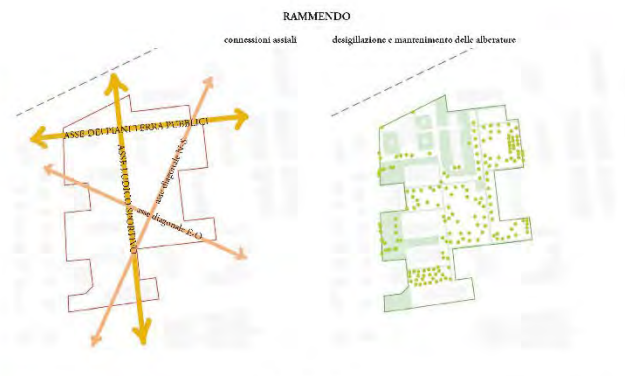 RAMMENDO
connessioni assiali
desigillazione e mantenimento delle alberature
ASSE DEI PIANI TERRA PUBBLICI
ASSE LUDICO SPORTIVO
asse diagonale N-S
asse diagonale E-O